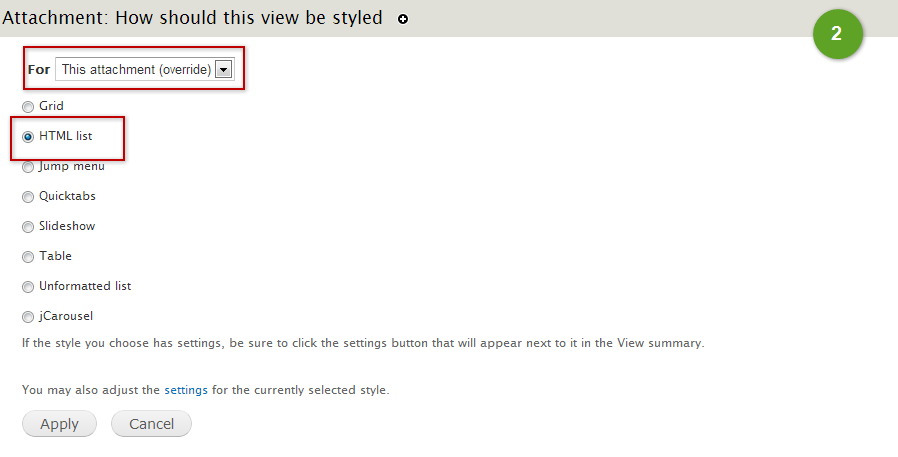 Attachment: How should this view be styled
2
For This attachment (override)
Grid
HTML list
Jump menu
Quicktabs
Slideshow
Table
Unformatted list
jCarousel
If the style you choose has settings, be sure to click the settings button that will appear next to it in the View summary.
You may also adjust the settings for the currently selected style.
Apply Cancel